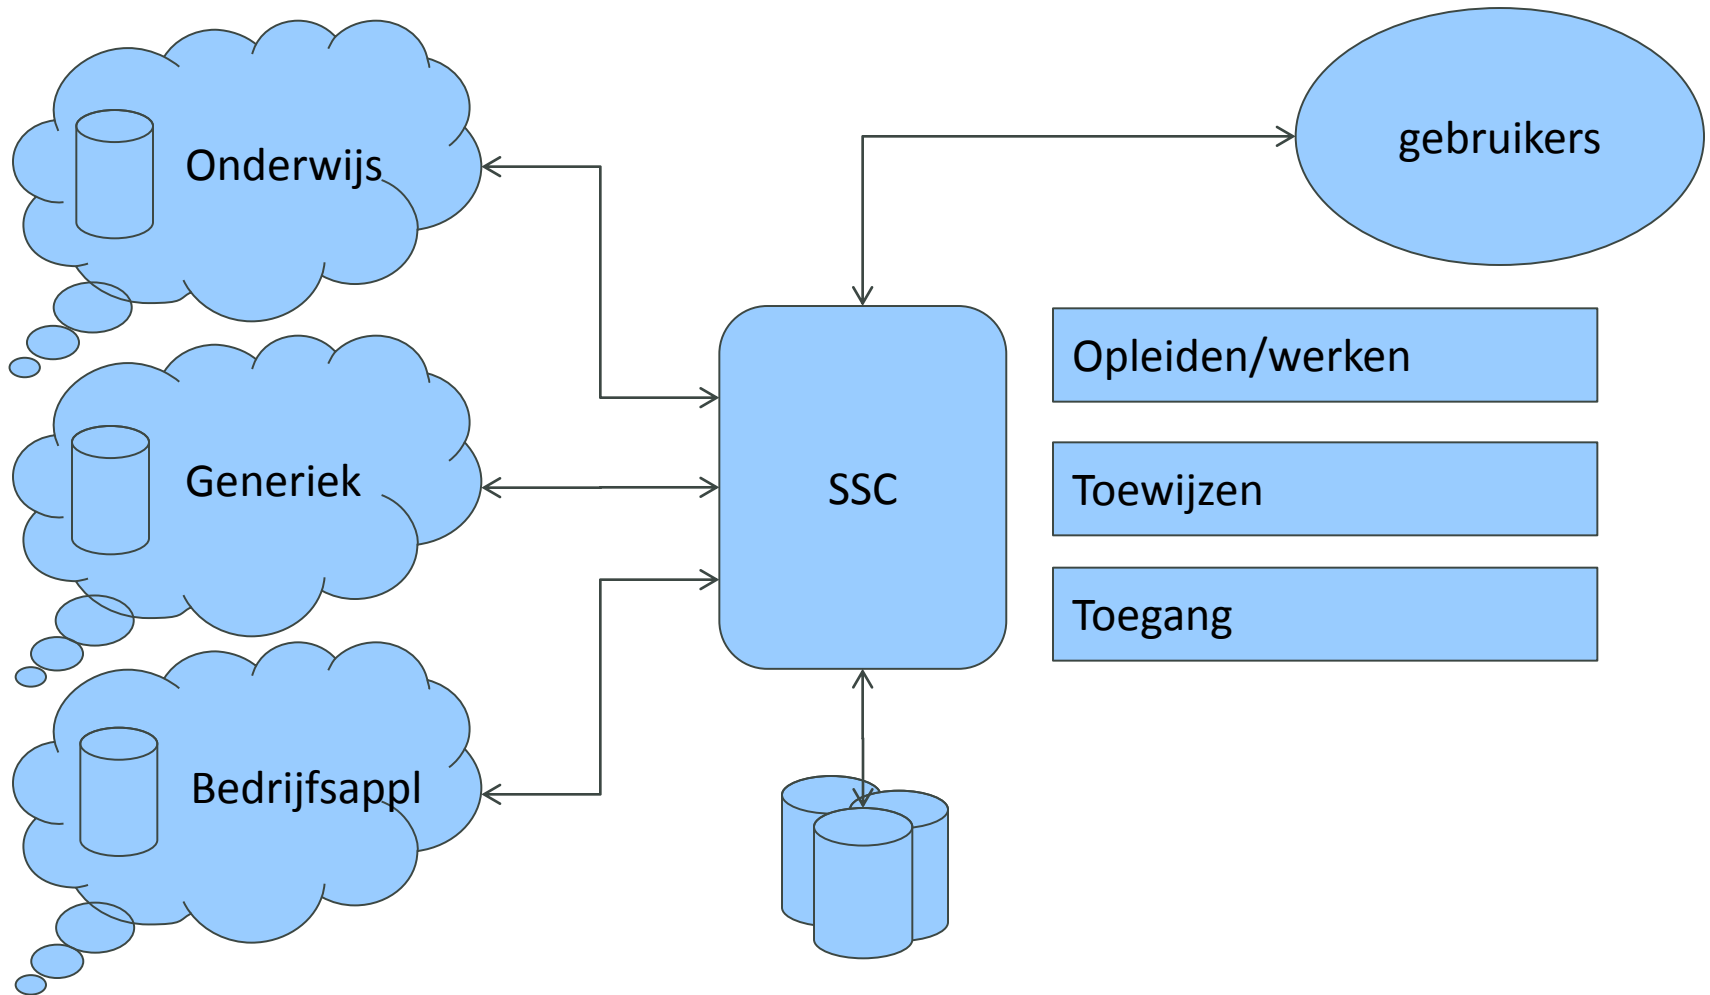 Onderwijs
gebruikers
Opleiden/werken
Generiek
SSC
Toewijzen
Toegang
Bedrijfsappl